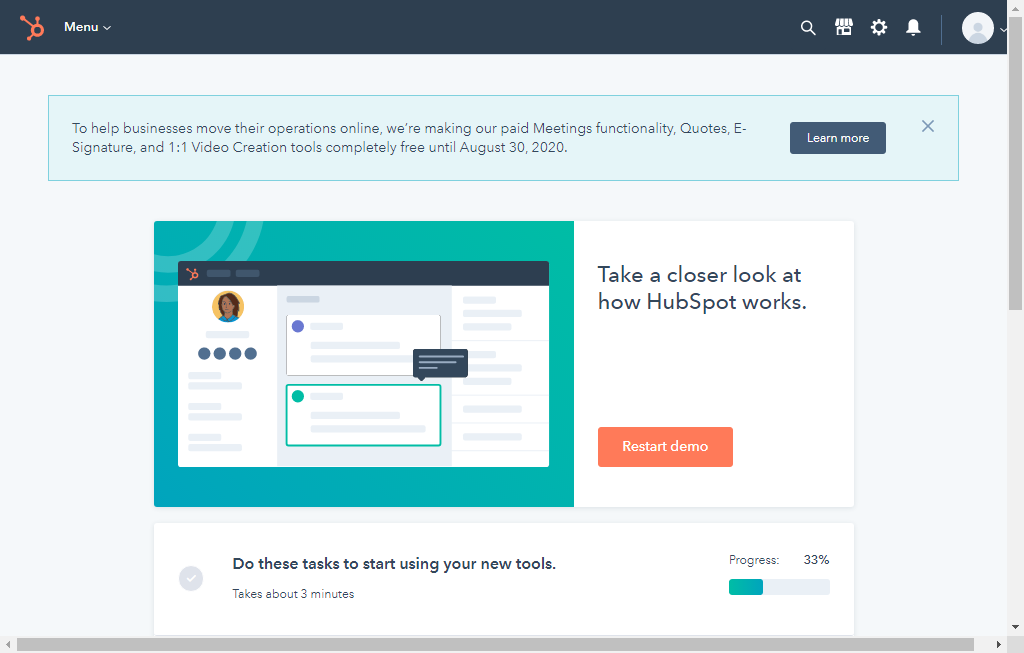 Menu
To help businesses move their operations online, we're making our paid Meetings functionality, Quotes, E-
Signature, and 1:1 Video Creation tools completely free until August 30, 2020.
Learn more
Take a closer look at
how HubSpot works.
Restart demo
Do these tasks to start using your new tools.
Takes about 3 minutes
Progress: 33%